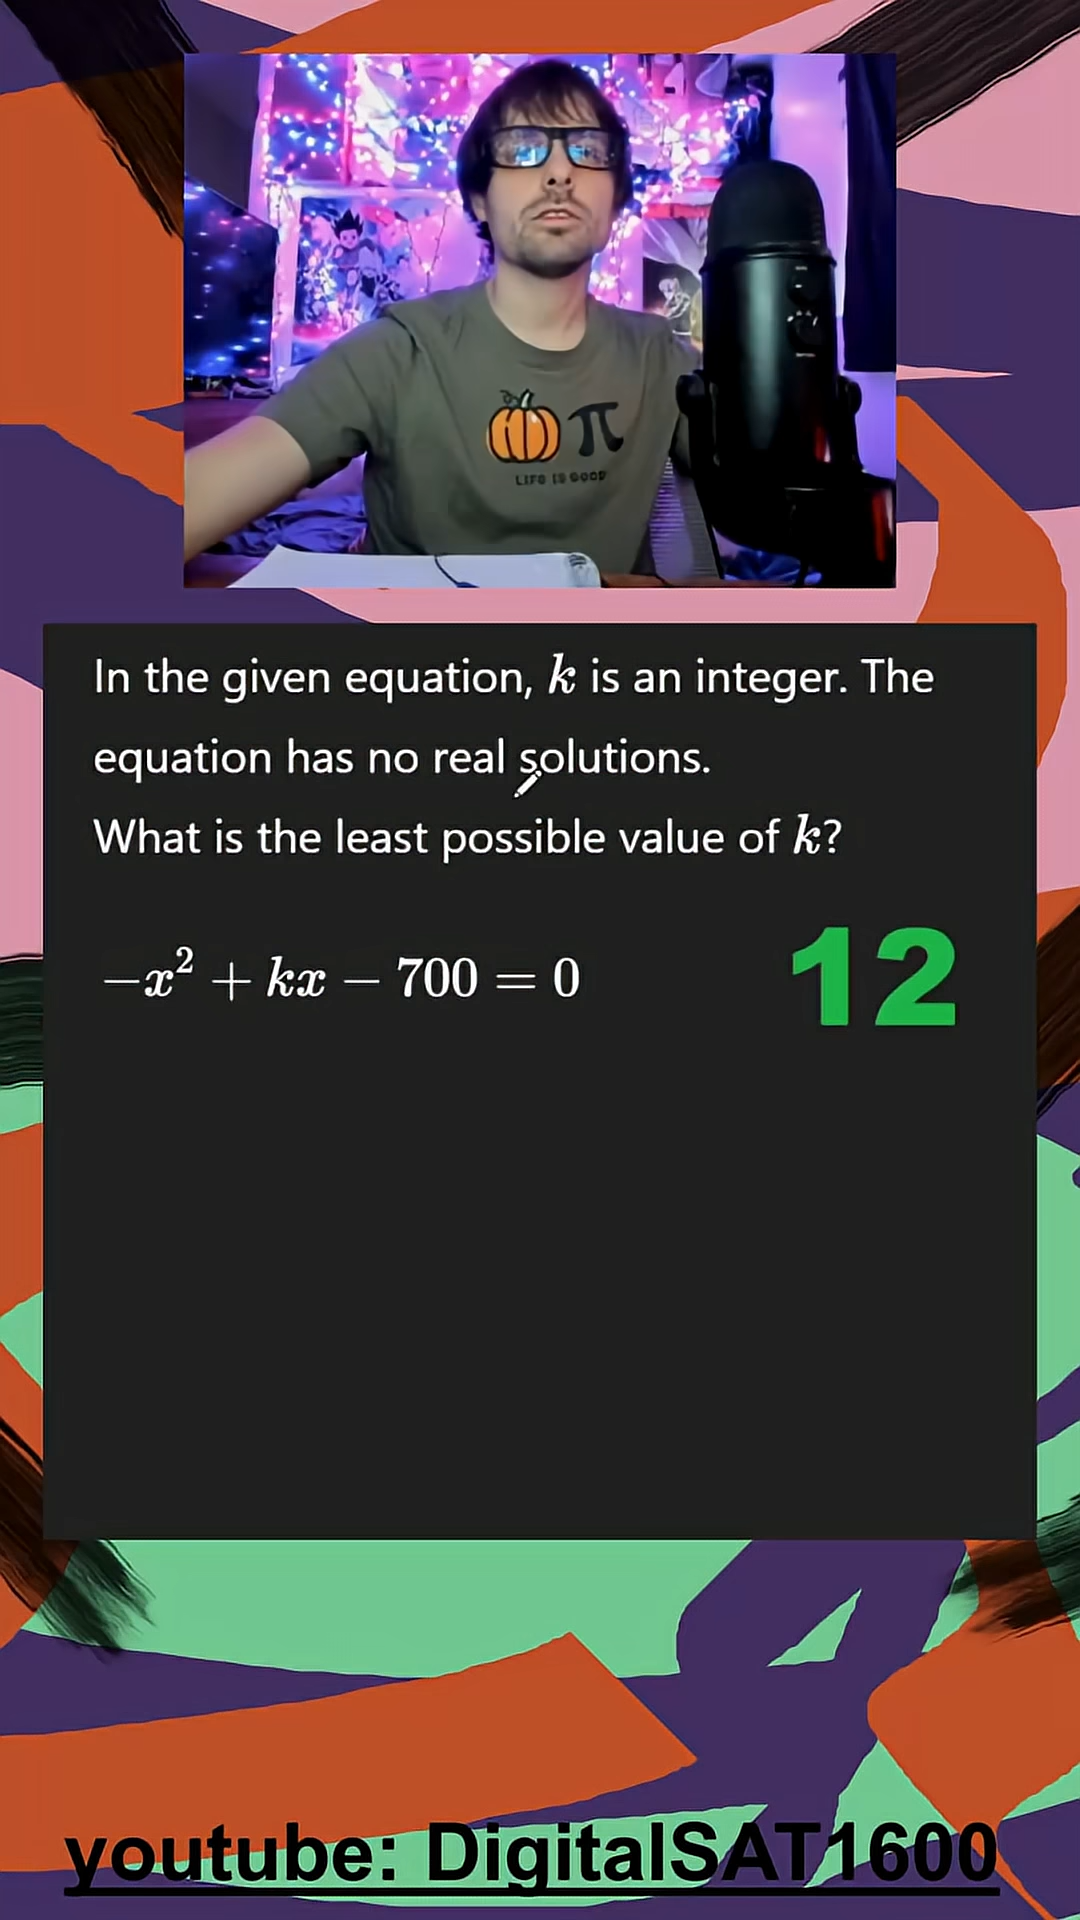 π
LIFE IS GOOD
In the given equation, k is an integer. The
equation has no real solutions.
What is the least possible value of k?
−x² + kx − 700 = 0
12
youtube: DigitalSAT1600